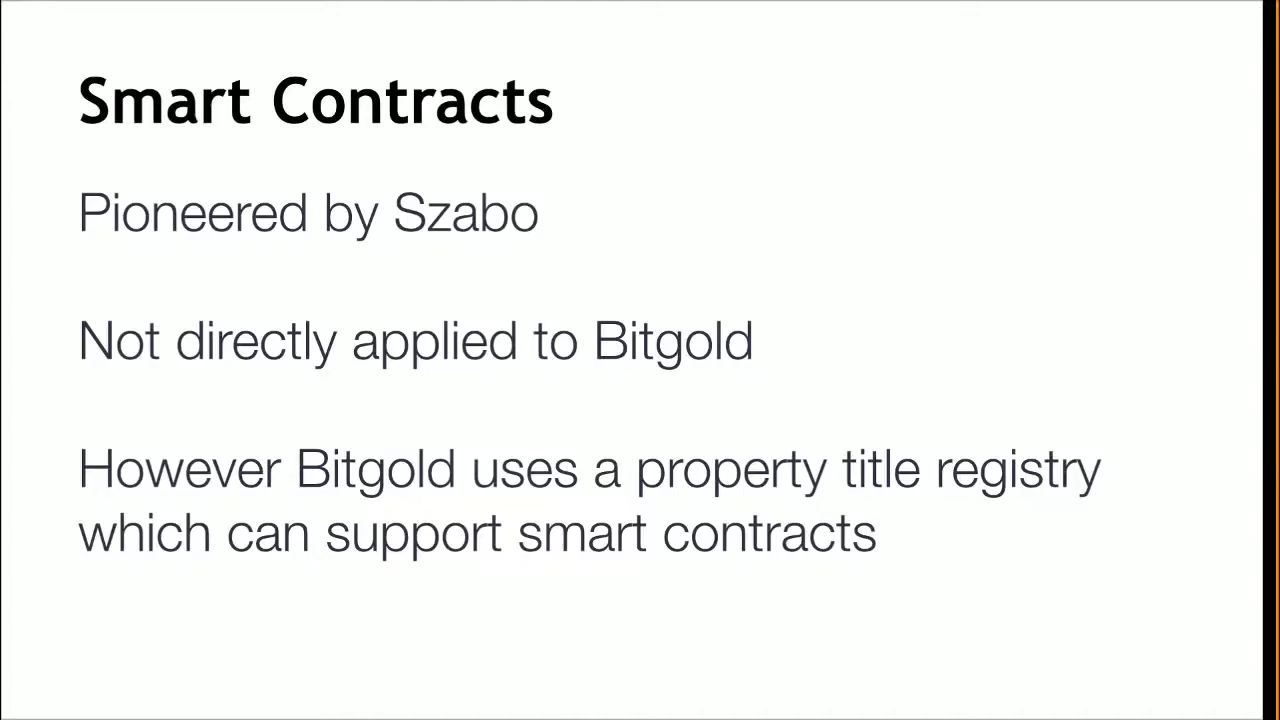 Smart Contracts
Pioneered by Szabo
Not directly applied to Bitgold
However Bitgold uses a property title registry
which can support smart contracts